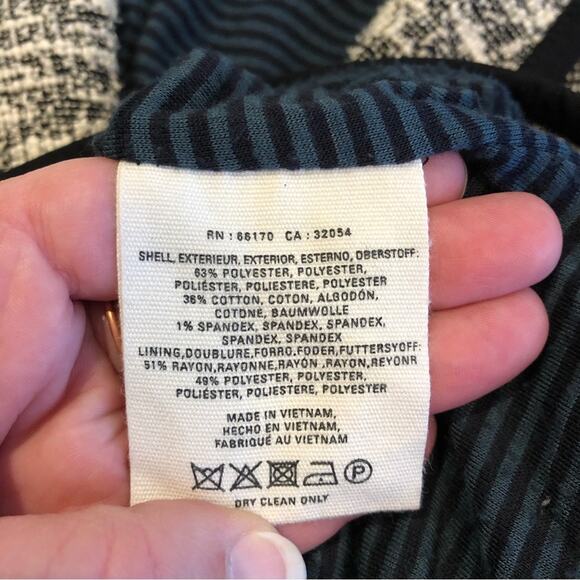 RN : 66170 CA : 32054
SHELL, EXTERIEUR, EXTERIOR, ESTERNO, OBERSTOFF:
63% POLYESTER, POLYESTER,
POLIÉSTER, POLIESTERE, POLYESTER
36% COTTON, COTON, ALGODÓN,
COTONE, BAUMWOLLE
1% SPANDEX, SPANDEX, SPANDEX,
SPANDEX, SPANDEX
LINING,DOUBLURE,FORRO,FODER,FUTTERSYOFF:
51% RAYON,RAYONNE,RAYON ,RAYON,REYONR
49% POLYESTER, POLYESTER,
POLIÉSTER, POLIESTERE, POLYESTER
MADE IN VIETNAM,
HECHO EN VIETNAM,
FABRIQUÉ AU VIETNAM
P
DRY CLEAN ONLY